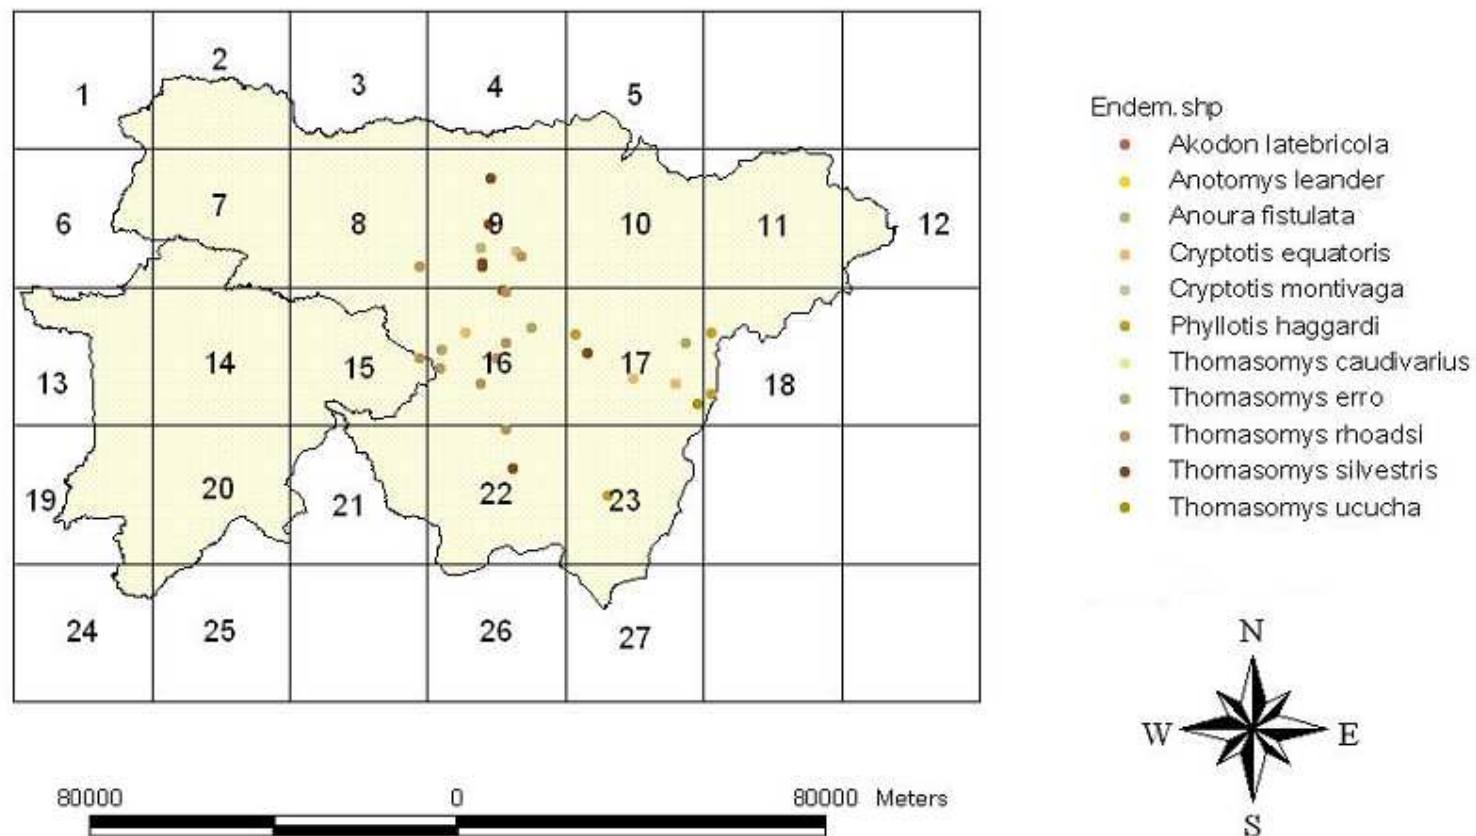 1
2
3
4
5
6
7
8
9
10
11
12
13
14
15
16
17
18
19
20
21
22
23
24
25
26
27
Endem.shp
Akodon latebricola
Anotomys leander
Anoura fistulata
Cryptotis equatoris
Cryptotis montivaga
Phyllotis haggardi
Thomasomys caudivarius
Thomasomys erro
Thomasomys rhoadsi
Thomasomys silvestris
Thomasomys ucucha
N
W E
S
80000 0 80000 Meters